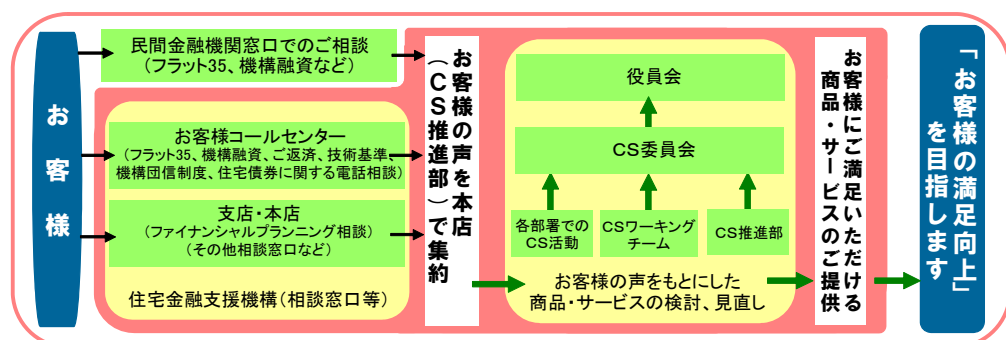 お客様
民間金融機関窓口でのご相談
(フラット35、機構融資など)
お客様コールセンター
(フラット35、機構融資、ご返済、技術基準、
機構団信制度、住宅債券に関する電話相談)
支店・本店
(ファイナンシャルプランニング相談)
(その他相談窓口など)
住宅金融支援機構(相談窓口等)
お客様の声を本店
(CS推進部)で集約
役員会
CS委員会
各部署での
CS活動
CSワーキング
チーム
CS推進部
お客様の声をもとにした
商品・サービスの検討、見直し
お客様にご満足いただける
商品・サービスのご提供
「お客様の満足向上」
を目指します